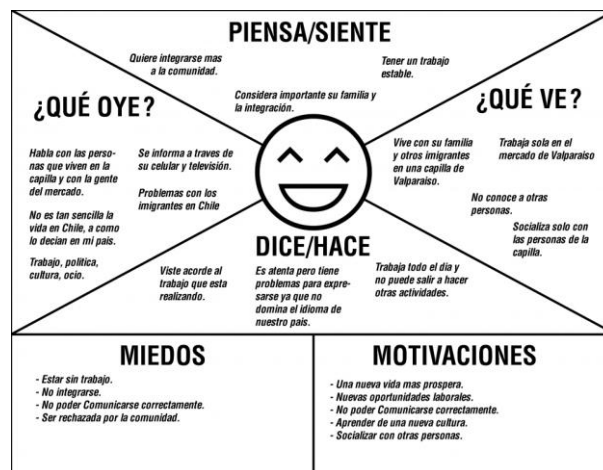 PIENSA/SIENTE
Quiere integrarse mas
a la comunidad.
Tener un trabajo
estable.
Considera importante su familia y
la integración.
¿QUÉ OYE?
Habla con las perso-
nas que viven en la
capilla y con la gente
del mercado.
No es tan sencilla la
vida en Chile, a como
lo decian en mi pais.
Trabajo, politica,
cultura, ocio.
Se informa a traves de
su celular y televisión.
Problemas con los
imigrantes en Chile
¿QUÉ VE?
Vive con su familia
y otros imigrantes
en una capilla de
Valparaiso.
Trabaja sola en el
mercado de Valparaiso
No conoce a otras
personas.
Socializa solo con
las personas de la
capilla.
DICE/HACE
Viste acorde al
trabajo que esta
realizando.
Es atenta pero tiene
problemas para expre-
sarse ya que no
domina el idioma de
nuestro país.
Trabaja todo el día y
no puede salir a hacer
otras actividades.
MIEDOS
- Estar sin trabajo.
- No integrarse.
- No poder Comunicarse correctamente.
- Ser rechazada por la comunidad.
MOTIVACIONES
- Una nueva vida mas prospera.
- Nuevas oportunidades laborales.
- No poder Comunicarse correctamente.
- Aprender de una nueva cultura.
- Socializar con otras personas.